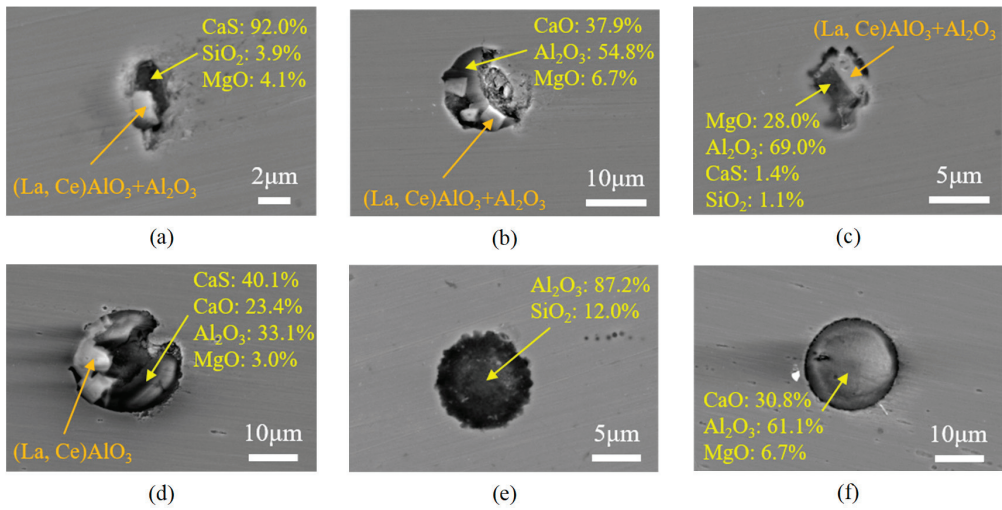 CaS: 92.0%
SiO₂: 3.9%
MgO: 4.1%
(La, Ce)AlO₃+Al₂O₃
2μm
(a)
CaO: 37.9%
Al₂O₃: 54.8%
MgO: 6.7%
10μm
(La, Ce)AlO₃+Al₂O₃
(b)
(La, Ce)AlO₃+Al₂O₃
MgO: 28.0%
Al₂O₃: 69.0%
CaS: 1.4%
SiO₂: 1.1%
5μm
(c)
CaS: 40.1%
CaO: 23.4%
Al₂O₃: 33.1%
MgO: 3.0%
(La, Ce)AlO₃
10μm
(d)
Al₂O₃: 87.2%
SiO₂: 12.0%
5μm
(e)
CaO: 30.8%
Al₂O₃: 61.1%
MgO: 6.7%
10μm
(f)